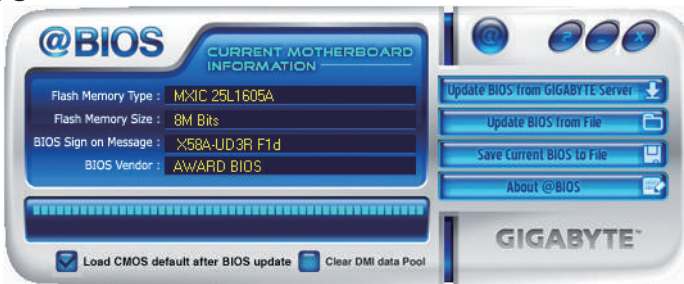 @BIOS
CURRENT MOTHERBOARD
INFORMATION
Flash Memory Type : MXIC 25L1605A
Flash Memory Size : 8M Bits
BIOS Sign on Message : X58A-UD3R F1d
BIOS Vendor : AWARD BIOS
Load CMOS default after BIOS update Clear DMI data Pool
@ ? _ X
Update BIOS from GIGABYTE Server
Update BIOS from File
Save Current BIOS to File
About @BIOS
GIGABYTE™